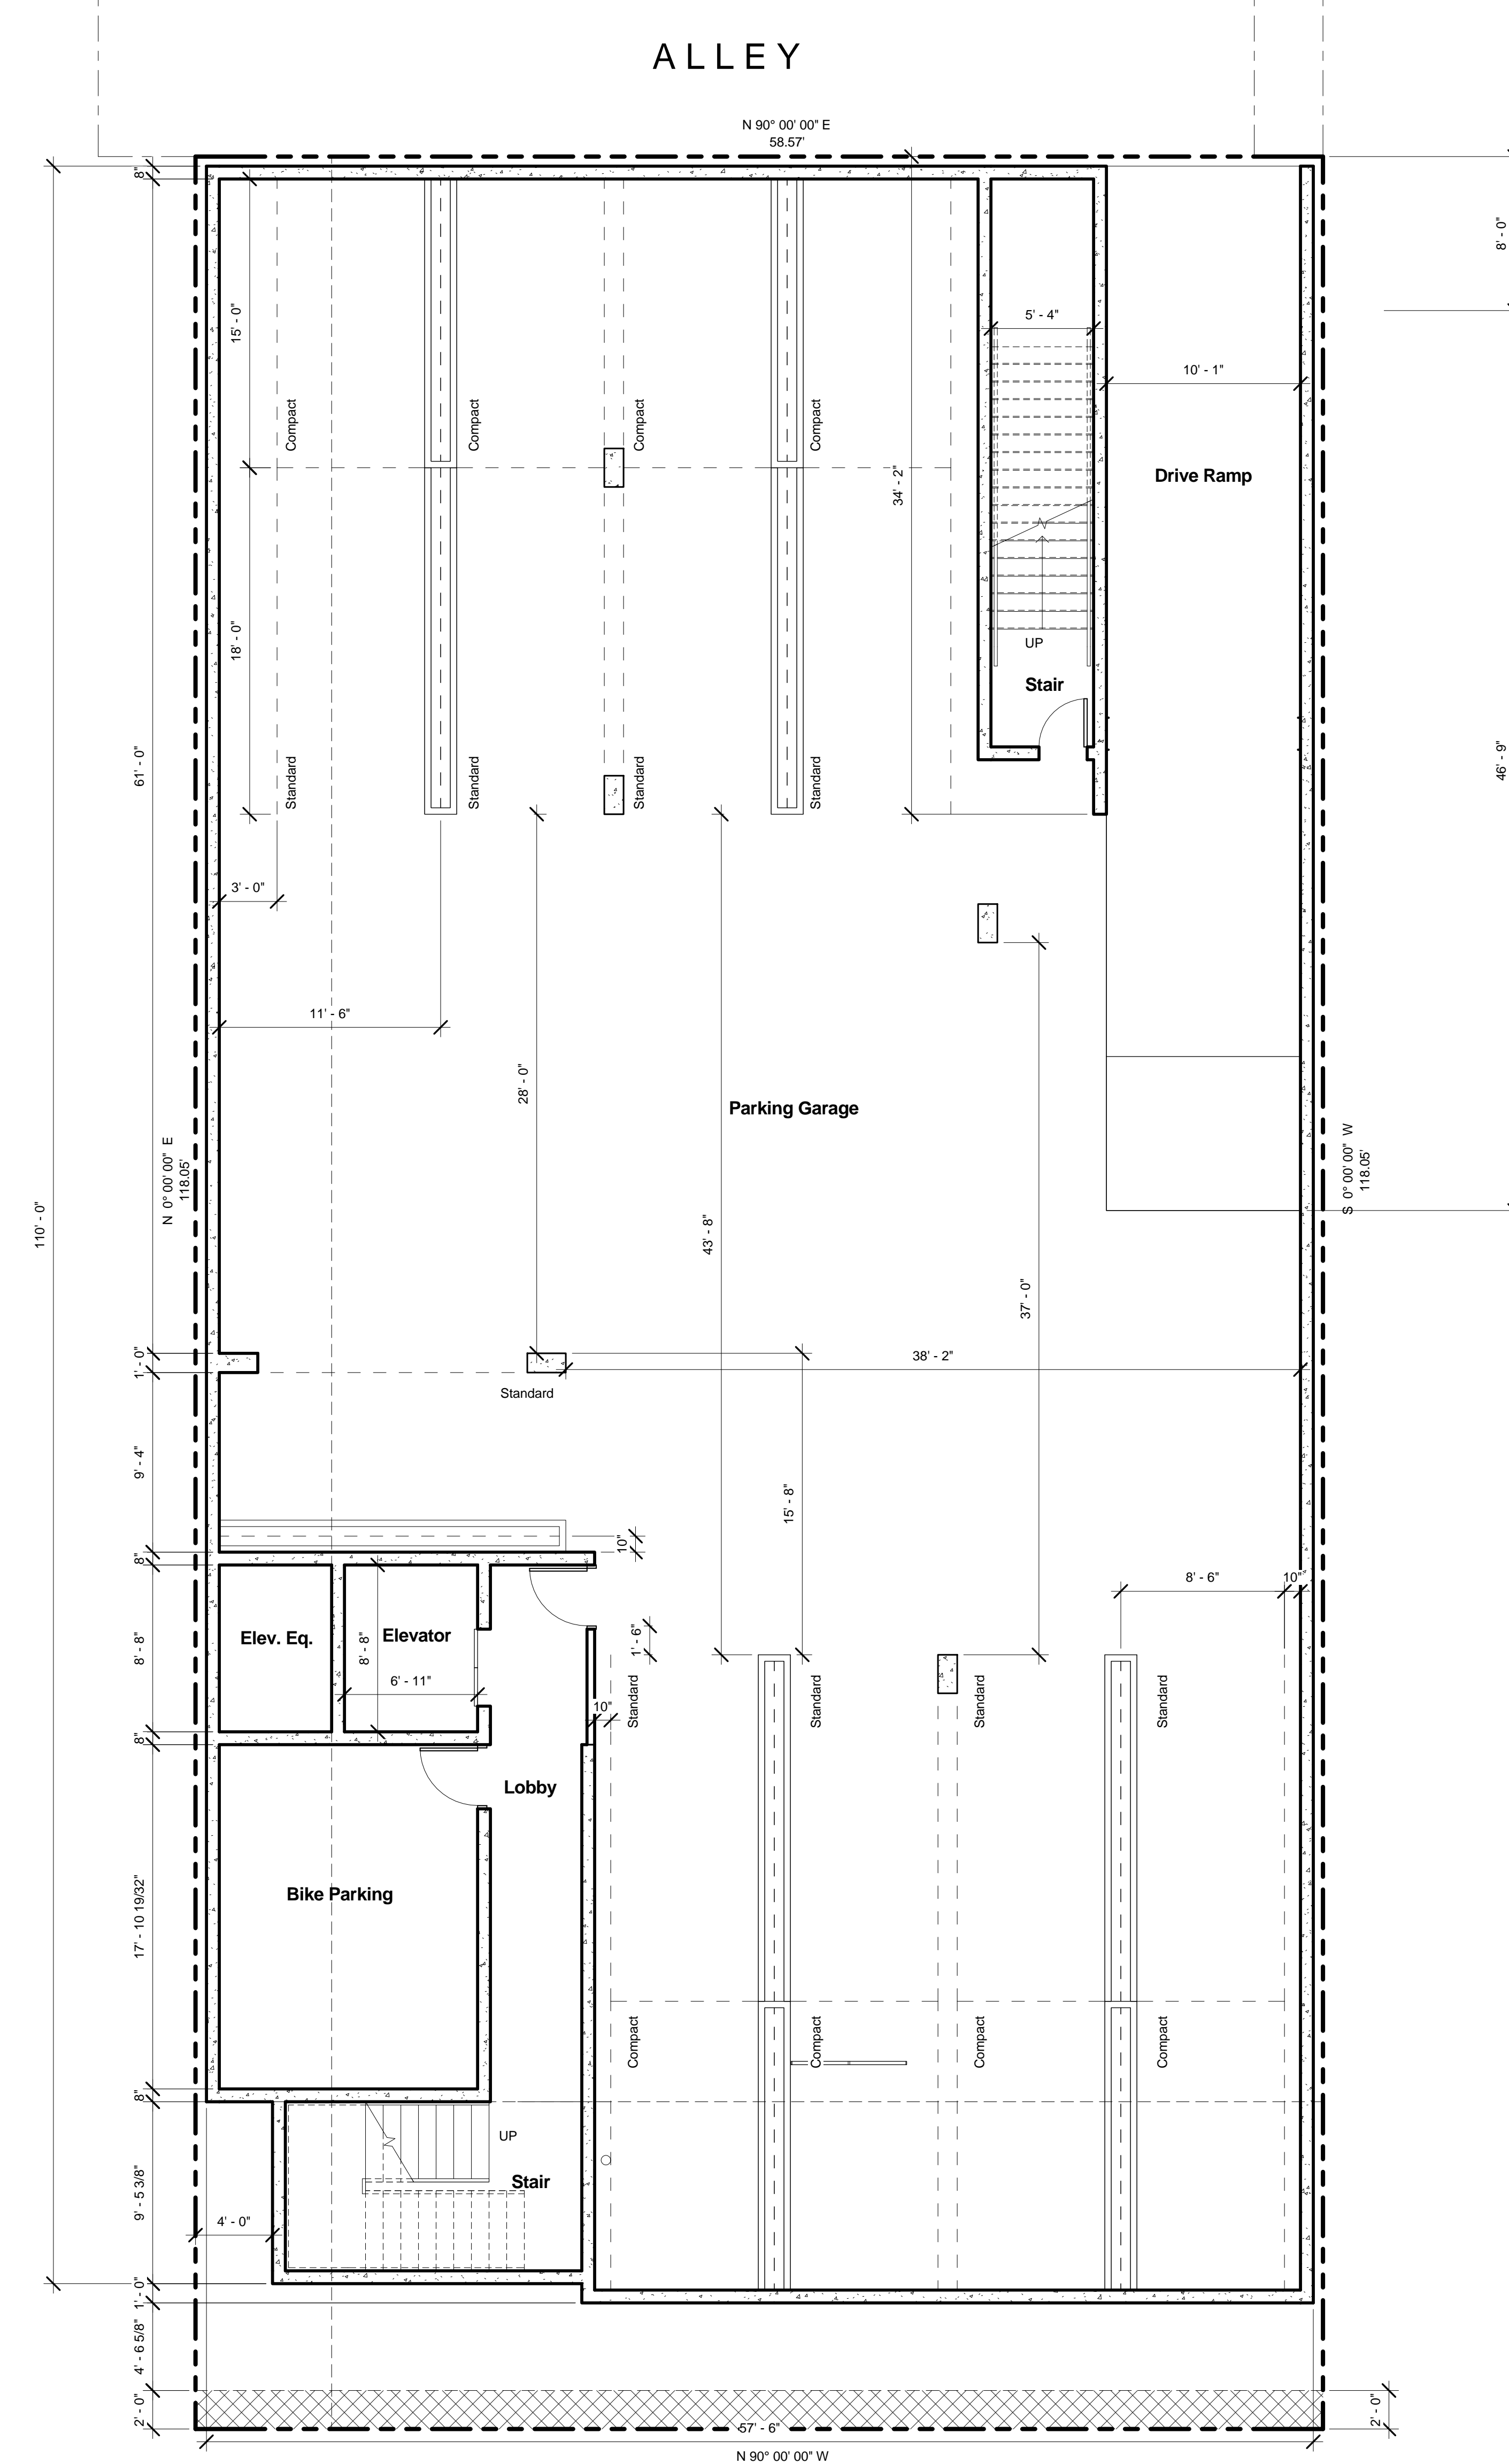 ALLEY
N 90° 00' 00" E
58.57'
8"
8' - 0"
15' - 0"
5' - 4"
10' - 1"
Compact
Compact
Compact
Compact
34' - 2"
Drive Ramp
18' - 0"
UP
Stair
61' - 0"
Standard
Standard
Standard
Standard
46' - 9"
3' - 0"
11' - 6"
28' - 0"
Parking Garage
N 0° 00' 00" E
118.05'
S 0° 00' 00" W
118.05'
110' - 0"
43' - 8"
37' - 0"
1' - 0"
38' - 2"
Standard
9' - 4"
15' - 8"
10"
8"
8' - 6"
10"
Elev. Eq.
Elevator
8' - 8"
8' - 8"
1' - 6"
6' - 11"
10"
Standard
Standard
Standard
Standard
8"
Lobby
Bike Parking
17' - 10 19/32"
Compact
Compact
Compact
Compact
8"
UP
Stair
9' - 5 3/8"
4' - 0"
1' - 0"
4' - 6 5/8"
2' - 0"
2' - 0"
57' - 6"
N 90° 00' 00" W